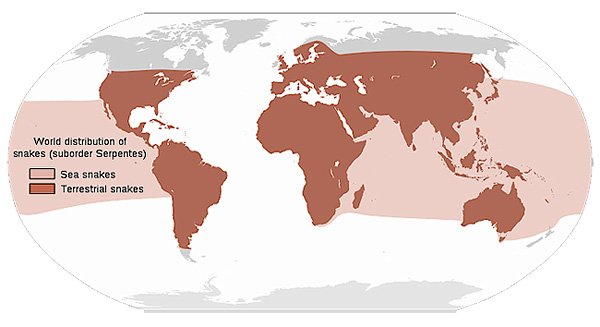 World distribution of
snakes (suborder Serpentes)
Sea snakes
Terrestrial snakes